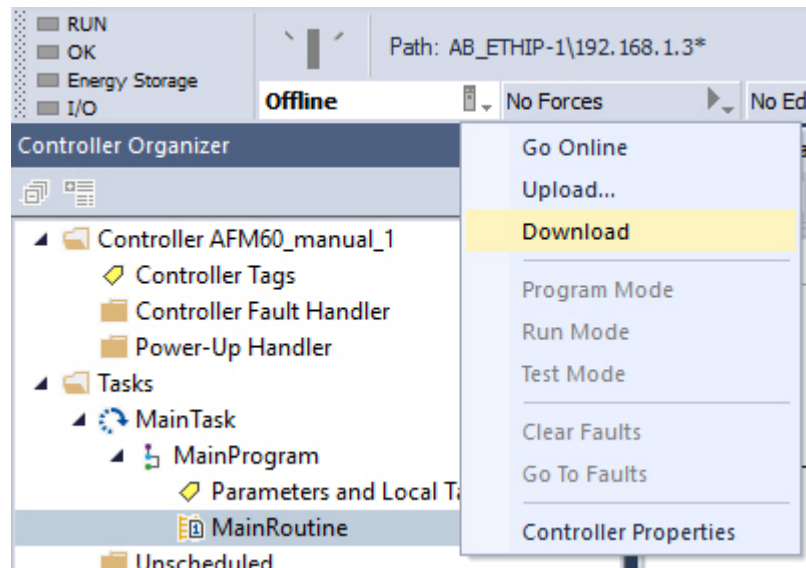 RUN
OK
Energy Storage
I/O
Path: AB_ETHIP-1\192.168.1.3*
Offline
No Forces
No Ed
Controller Organizer
Go Online
Upload...
Download
Program Mode
Run Mode
Test Mode
Clear Faults
Go To Faults
Controller Properties
Controller AFM60_manual_1
Controller Tags
Controller Fault Handler
Power-Up Handler
Tasks
MainTask
MainProgram
Parameters and Local Ta
MainRoutine
Unscheduled